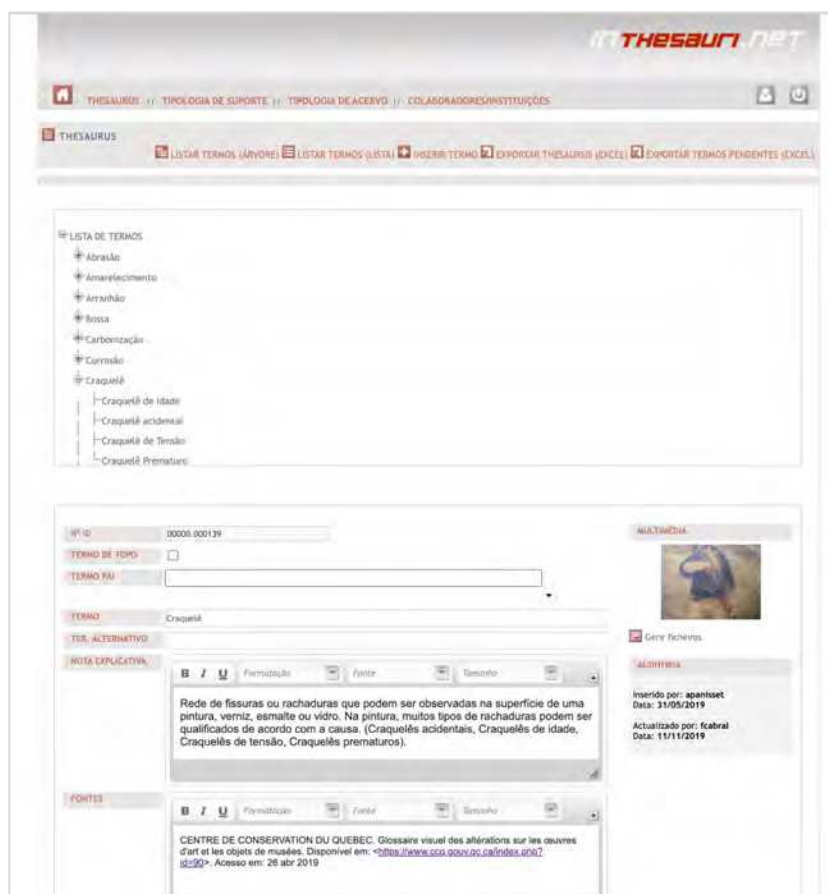 in THesauri.neT
THESAURUS :: TIPOLOGIA DE SUPORTE :: TIPOLOGIA DE ACERVO :: COLABORADORES/INSTITUIÇÕES
THESAURUS
LISTAR TERMOS (ÁRVORE) LISTAR TERMOS (LISTA) INSERIR TERMO EXPORTAR THESAURUS (EXCEL) EXPORTAR TERMOS PENDENTES (EXCEL)
LISTA DE TERMOS
Abrasão
Amarelecimento
Arranhão
Bossa
Carbonização
Corrosão
Craquelê
Craquelê de Idade
Craquelê acidental
Craquelê de Tensão
Craquelê Prematuro
Nº ID 00000.000139
TERMO DE TOPO
TERMO PAI
TERMO Craquelê
TER. ALTERNATIVO
NOTA EXPLICATIVA
B I U Formatação Fonte Tamanho
Rede de fissuras ou rachaduras que podem ser observadas na superfície de uma
pintura, verniz, esmalte ou vidro. Na pintura, muitos tipos de rachaduras podem ser
qualificados de acordo com a causa. (Craquelês acidentais, Craquelês de idade,
Craquelês de tensão, Craquelês prematuros).
FONTES
B I U Formatação Fonte Tamanho
CENTRE DE CONSERVATION DU QUEBEC. Glossaire visuel des altérations sur les œuvres
d'art et les objets de musées. Disponível em: <https://www.ccq.gouv.qc.ca/index.php?
id=90>. Acesso em: 26 abr 2019
MULTIMÉDIA
Gerir ficheiros
AUDITORIA
Inserido por: apanisset
Data: 31/05/2019
Actualizado por: fcabral
Data: 11/11/2019